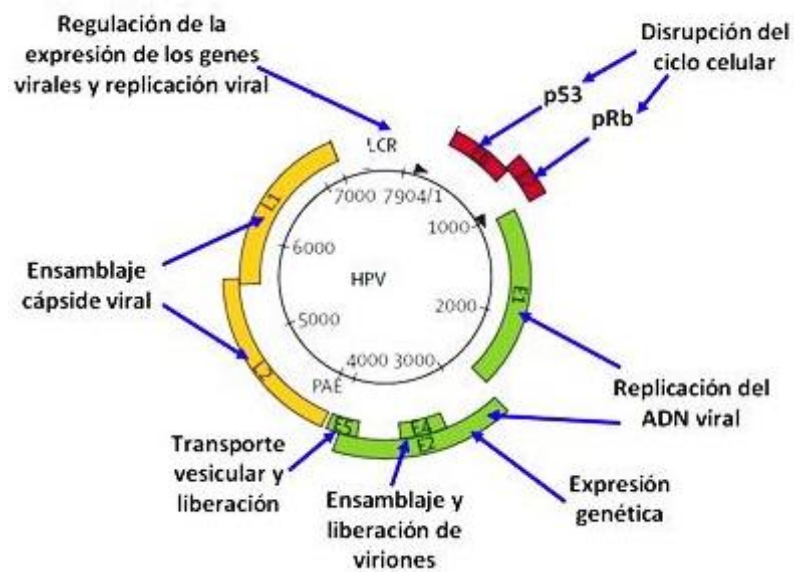 Regulación de la
expresión de los genes
virales y replicación viral
Disrupción del
ciclo celular
p53
pRb
LCR
7000
7904/1
1000
L1
6000
HPV
Ensamblaje
cápside viral
E1
2000
5000
L2
PAE
4000
3000
Replicación del
ADN viral
E5
E4
E2
Transporte
vesicular y
liberación
Ensamblaje y
liberación de
viriones
Expresión
genética